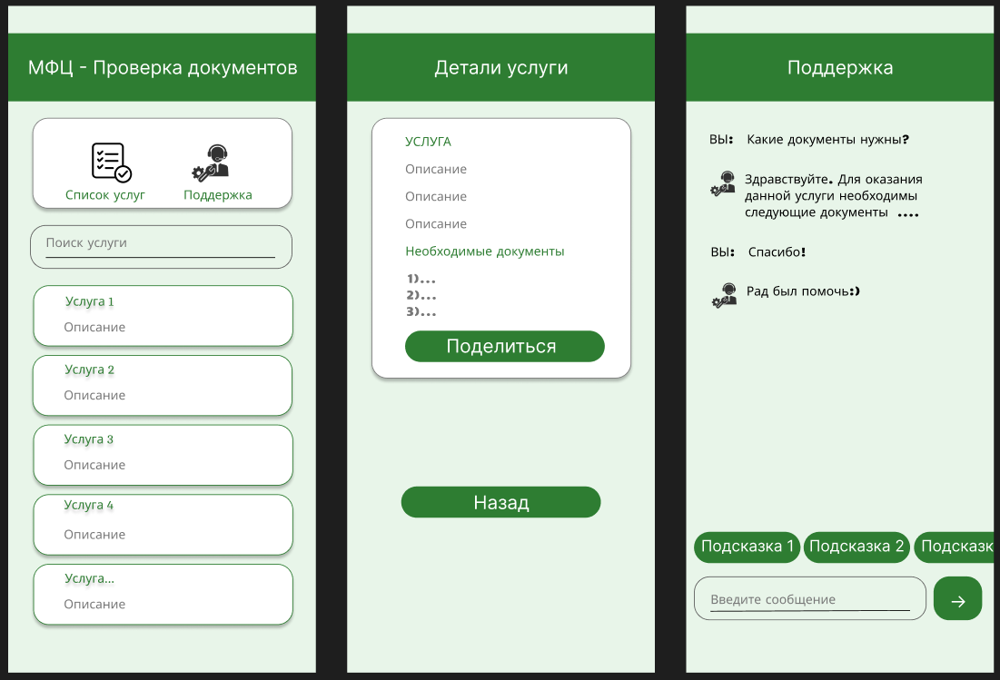 МФЦ - Проверка документов
Список услуг
Поддержка
Поиск услуги
Услуга 1
Описание
Услуга 2
Описание
Услуга 3
Описание
Услуга 4
Описание
Услуга...
Описание
Детали услуги
УСЛУГА
Описание
Описание
Описание
Необходимые документы
1)...
2)...
3)...
Поделиться
Назад
Поддержка
ВЫ: Какие документы нужны?
Здравствуйте. Для оказания
данной услуги необходимы
следующие документы ....
ВЫ: Спасибо!
Рад был помочь:)
Подсказка 1
Подсказка 2
Подсказк
Введите сообщение
→